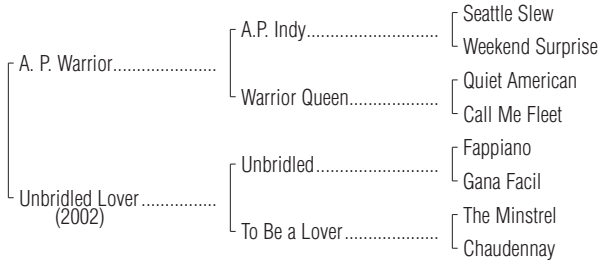 Seattle Slew
A.P. Indy......................................
Weekend Surprise
A. P. Warrior.....................
Quiet American
Warrior Queen..........................
Call Me Fleet
Fappiano
Unbridled...................................
Gana Facil
Unbridled Lover................
(2002)
The Minstrel
To Be a Lover...........................
Chaudennay